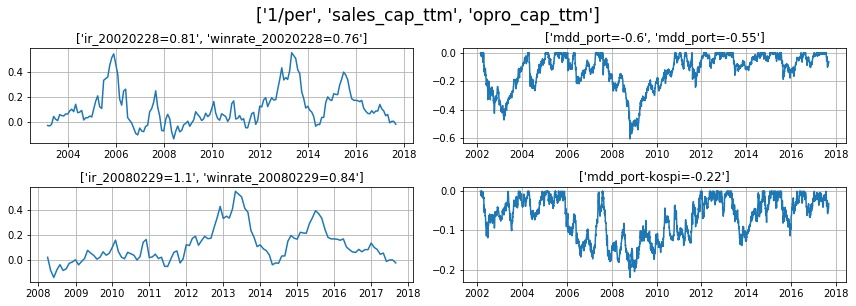 ['1/per', 'sales_cap_ttm', 'opro_cap_ttm']
['ir_20020228=0.81', 'winrate_20020228=0.76']
0.4
0.2
0.0
2004 2006 2008 2010 2012 2014 2016 2018
['mdd_port=-0.6', 'mdd_port=-0.55']
0.0
−0.2
−0.4
−0.6
2002 2004 2006 2008 2010 2012 2014 2016 2018
['ir_20080229=1.1', 'winrate_20080229=0.84']
0.4
0.2
0.0
2008 2009 2010 2011 2012 2013 2014 2015 2016 2017 2018
['mdd_port-kospi=-0.22']
0.0
−0.1
−0.2
2002 2004 2006 2008 2010 2012 2014 2016 2018